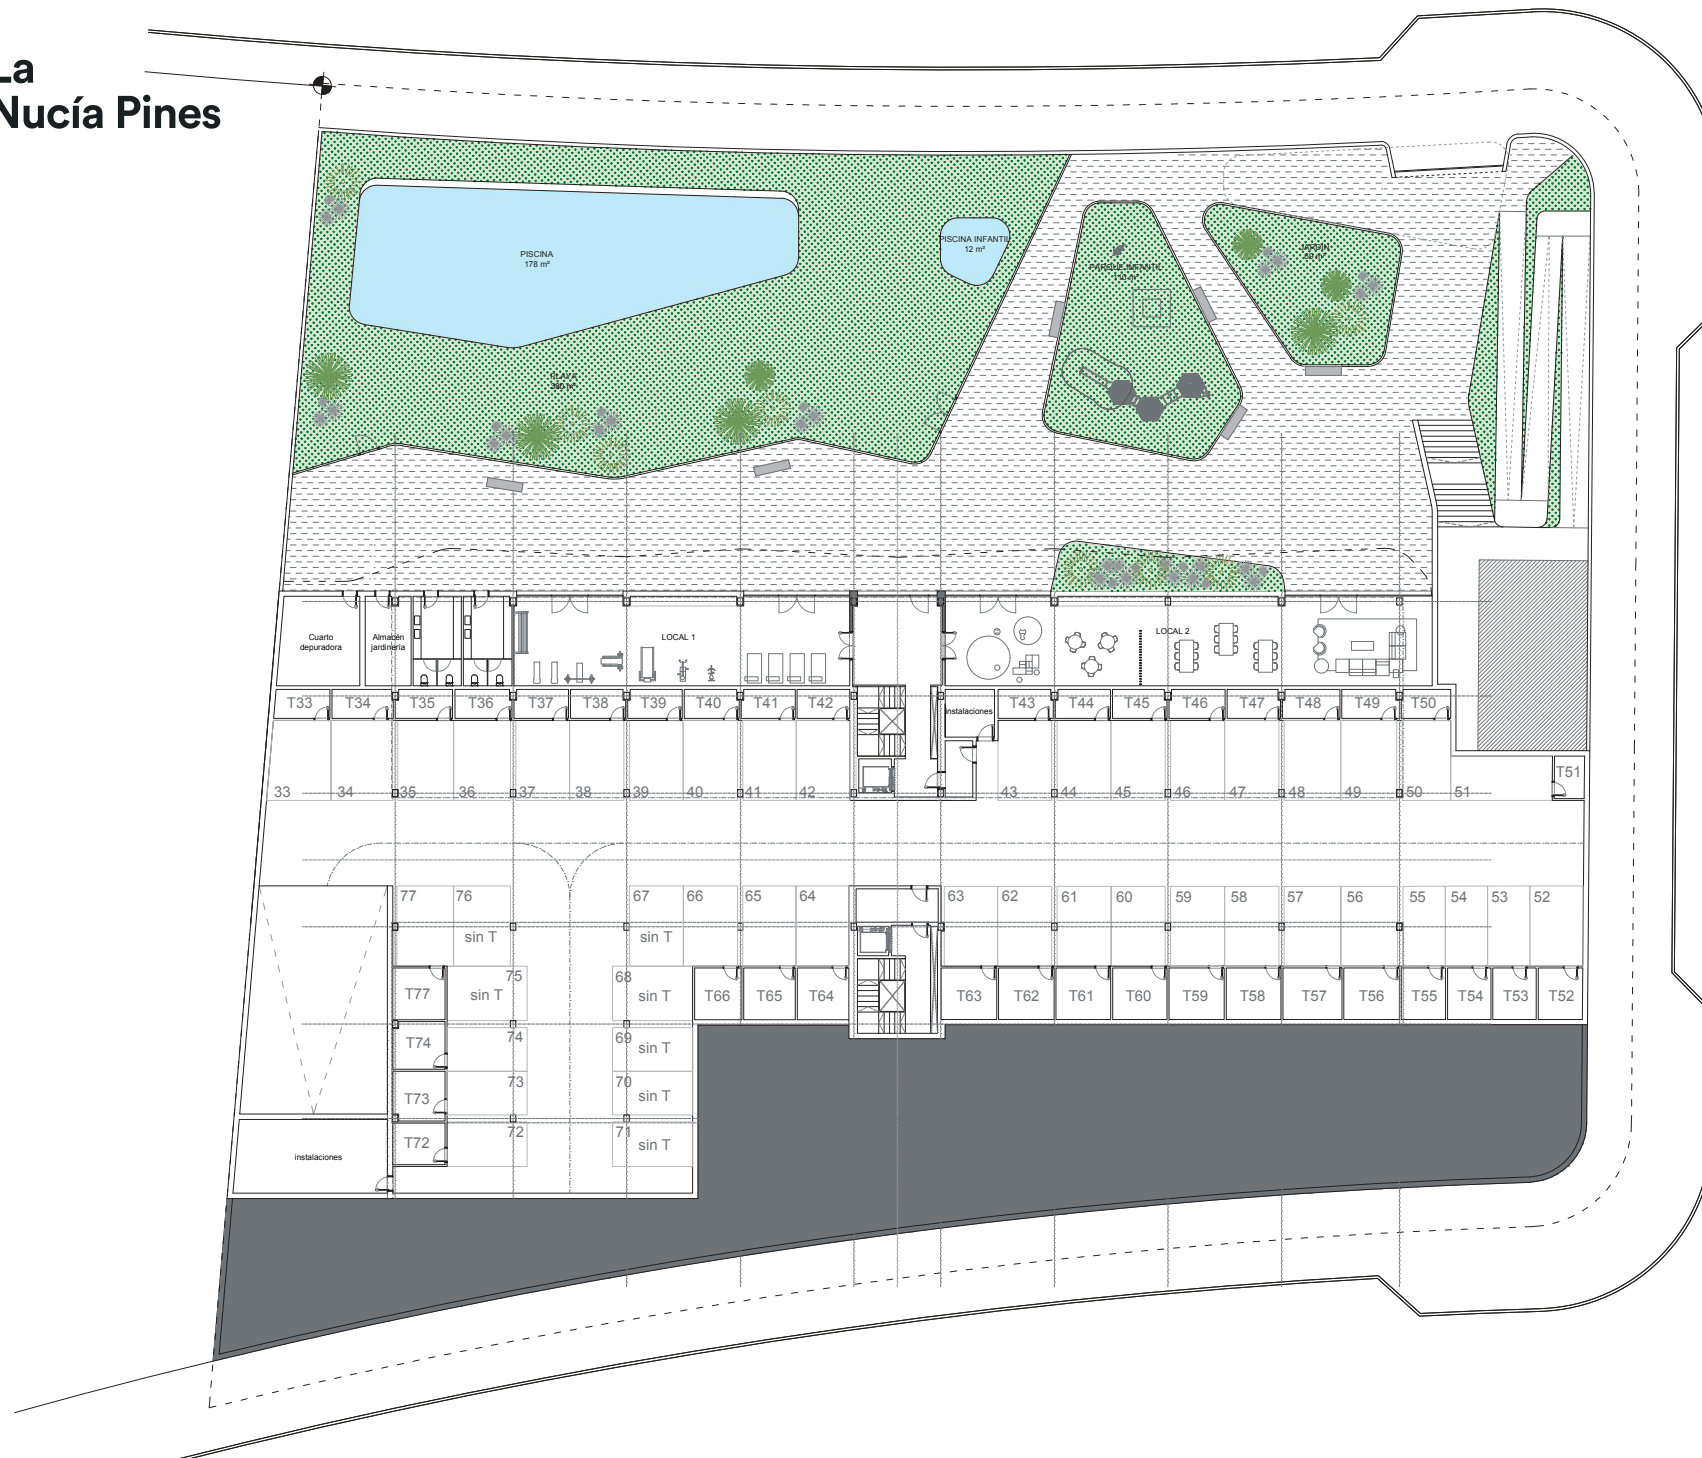 La
Nucía Pines
PISCINA
178 m²
PISCINA INFANTIL
12 m²
PARQUE INFANTIL
JARDIN
PLAYA
Cuarto
depuradora
Almacén
jardinería
LOCAL 1
LOCAL 2
T33 T34 T35 T36 T37 T38 T39 T40 T41 T42 instalaciones T43 T44 T45 T46 T47 T48 T49 T50
T51
33 34 35 36 37 38 39 40 41 42 43 44 45 46 47 48 49 50 51
77 76 67 66 65 64 63 62 61 60 59 58 57 56 55 54 53 52
sin T sin T
75 68
T77 sin T sin T T66 T65 T64 T63 T62 T61 T60 T59 T58 T57 T56 T55 T54 T53 T52
74 69
T74 sin T
73 70
T73 sin T
72 71
T72 sin T
instalaciones